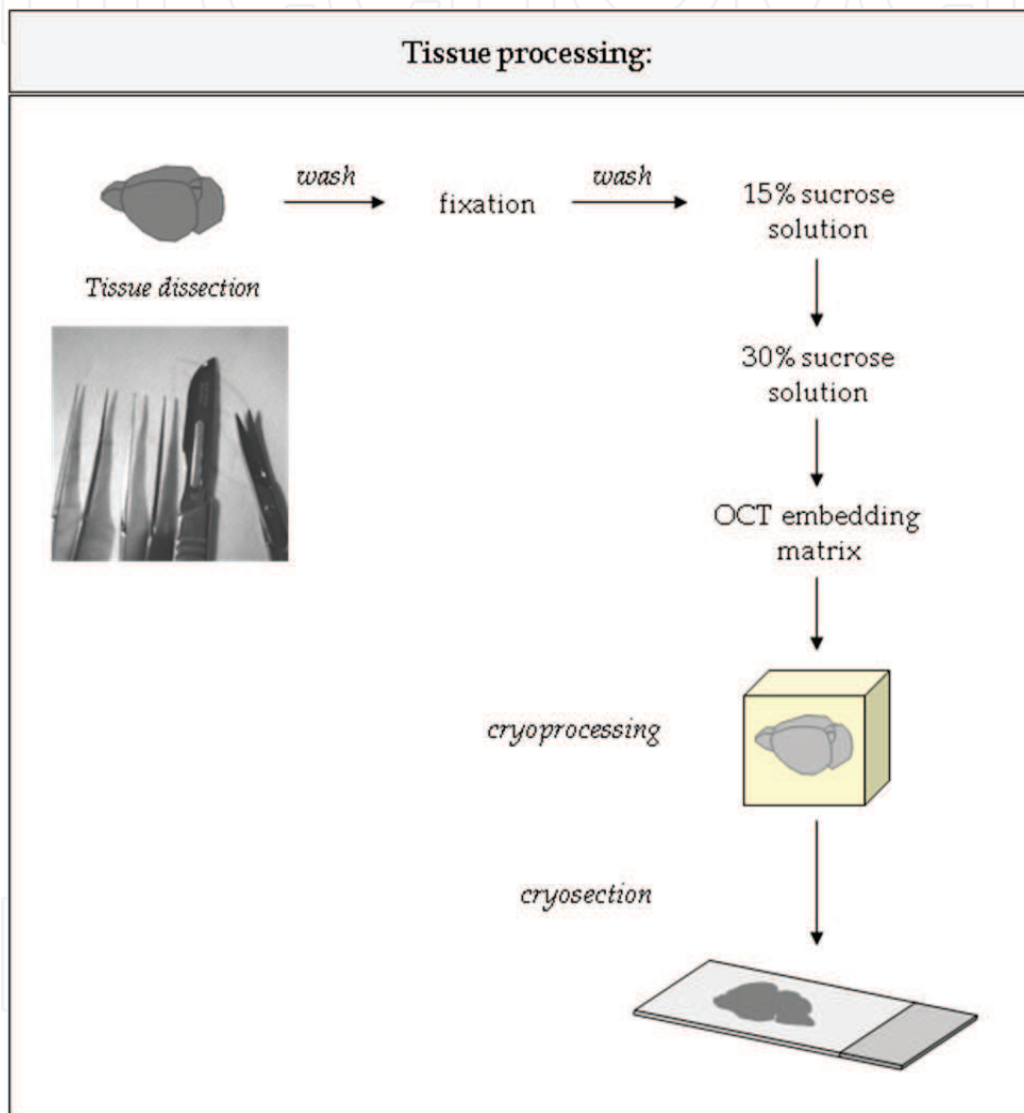 Tissue processing:
wash
wash
fixation
15% sucrose
solution
Tissue dissection
30% sucrose
solution
OCT embedding
matrix
cryoprocessing
cryosection